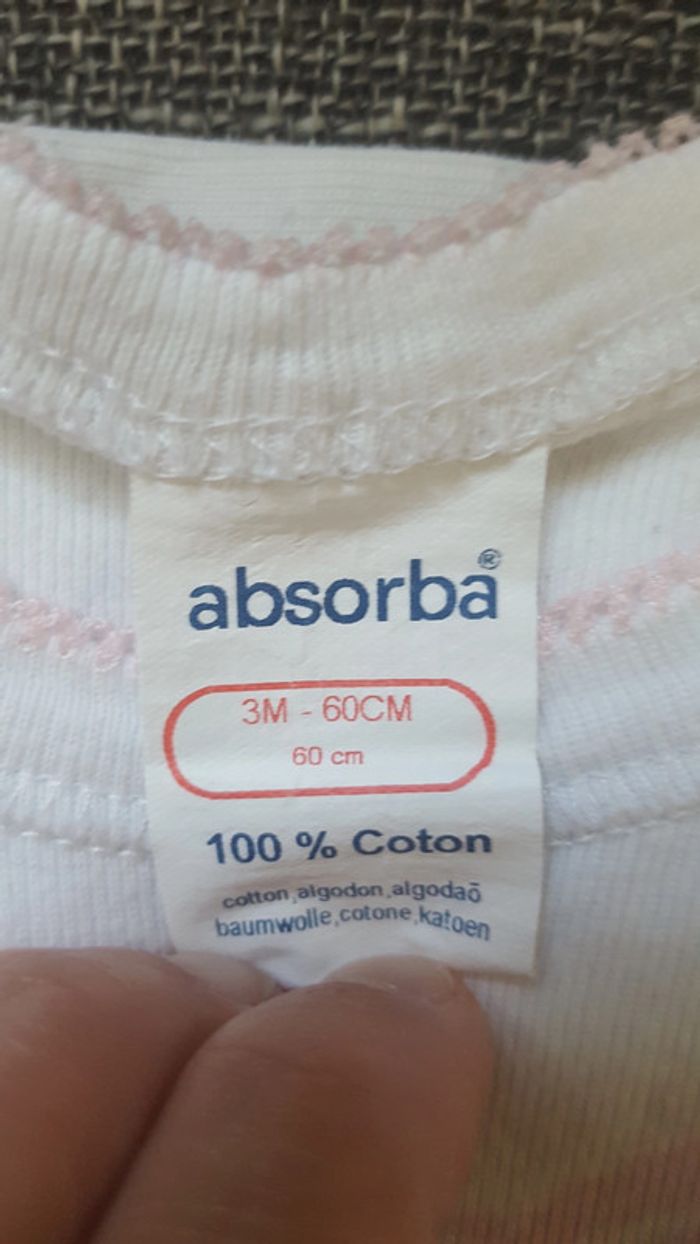 absorba®
3M - 60CM
60 cm
100 % Coton
cotton,algodon,algodaõ
baumwolle,cotone,katoen